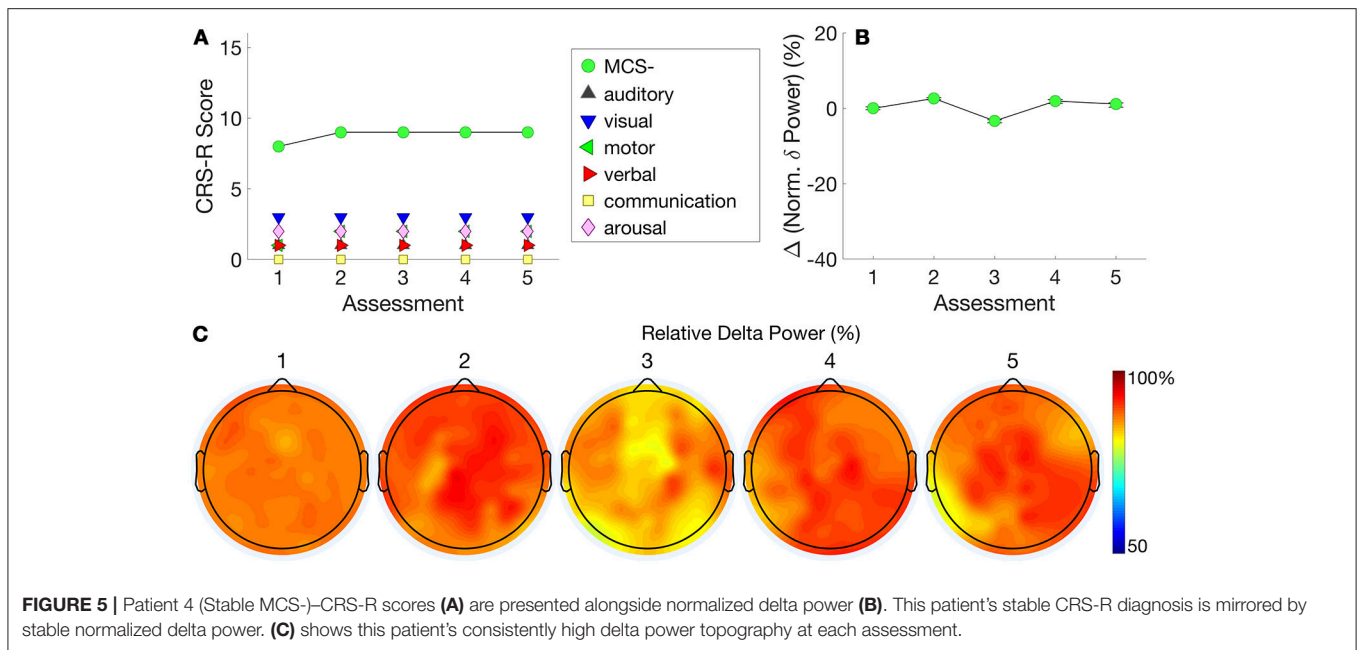 A
15
10
5
0
CRS-R Score
1 2 3 4 5
Assessment
MCS-
auditory
visual
motor
verbal
communication
arousal
B
20
0
-20
-40
Δ (Norm. δ Power) (%)
1 2 3 4 5
Assessment
C
Relative Delta Power (%)
1 2 3 4 5
100%
50
FIGURE 5 | Patient 4 (Stable MCS-)–CRS-R scores (A) are presented alongside normalized delta power (B). This patient's stable CRS-R diagnosis is mirrored by
stable normalized delta power. (C) shows this patient's consistently high delta power topography at each assessment.